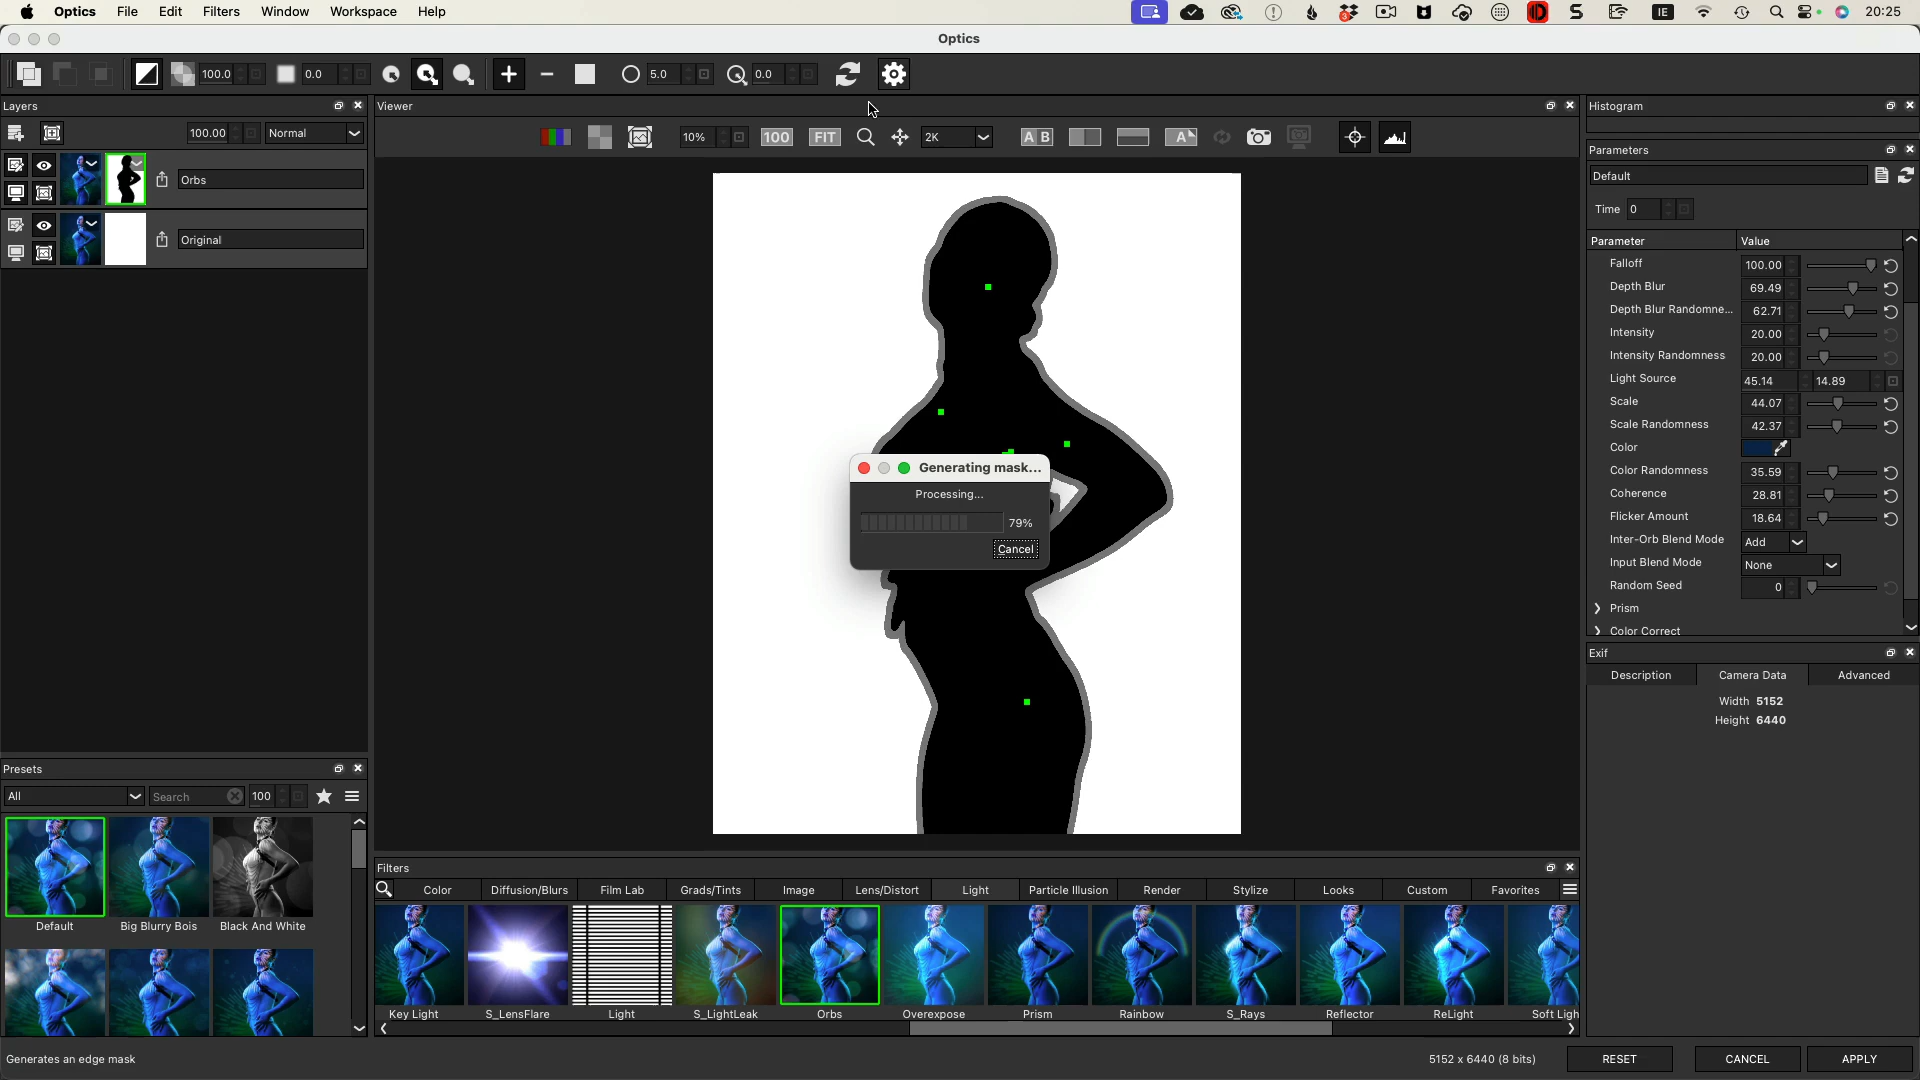 Optics File Edit Filters Window Workspace Help
3
IE
20:25
Optics
100.0
0.0
5.0
0.0
Layers
Viewer
Histogram
100.00 Normal
10% 100 FIT 2K A B A
Parameters
Default
Orbs
Time 0
Original
Parameter Value
Falloff 100.00
Depth Blur 69.49
Depth Blur Randomne... 62.71
Intensity 20.00
Intensity Randomness 20.00
Light Source 45.14 14.89
Scale 44.07
Scale Randomness 42.37
Color
Color Randomness 35.59
Coherence 28.81
Flicker Amount 18.64
Inter-Orb Blend Mode Add
Input Blend Mode None
Random Seed 0
Prism
Color Correct
Generating mask...
Processing...
79%
Cancel
Exif
Description Camera Data Advanced
Width 5152
Height 6440
Presets
All Search 100
Default Big Blurry Bois Black And White
Filters
Color Diffusion/Blurs Film Lab Grads/Tints Image Lens/Distort Light Particle Illusion Render Stylize Looks Custom Favorites
Key Light S_LensFlare Light S_LightLeak Orbs Overexpose Prism Rainbow S_Rays Reflector ReLight Soft Ligh
Generates an edge mask
5152 x 6440 (8 bits) RESET CANCEL APPLY